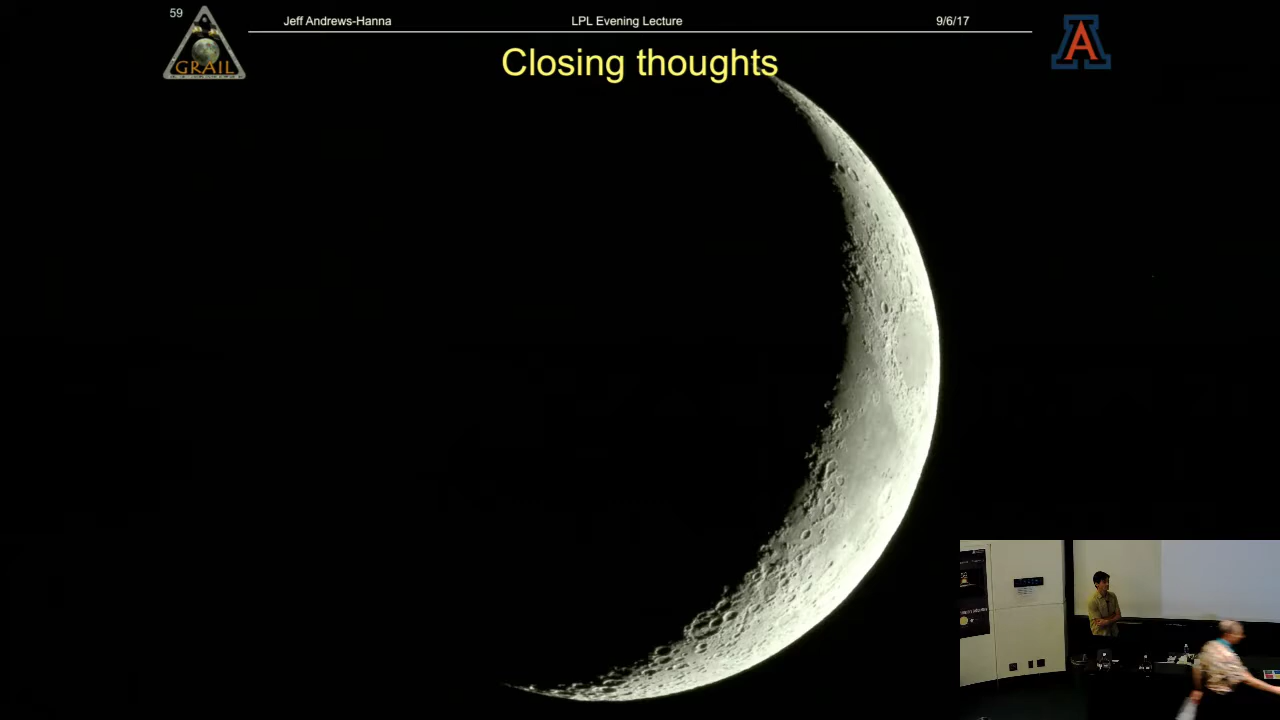 59
Jeff Andrews-Hanna
LPL Evening Lecture
9/6/17
GRAIL
A
Closing thoughts